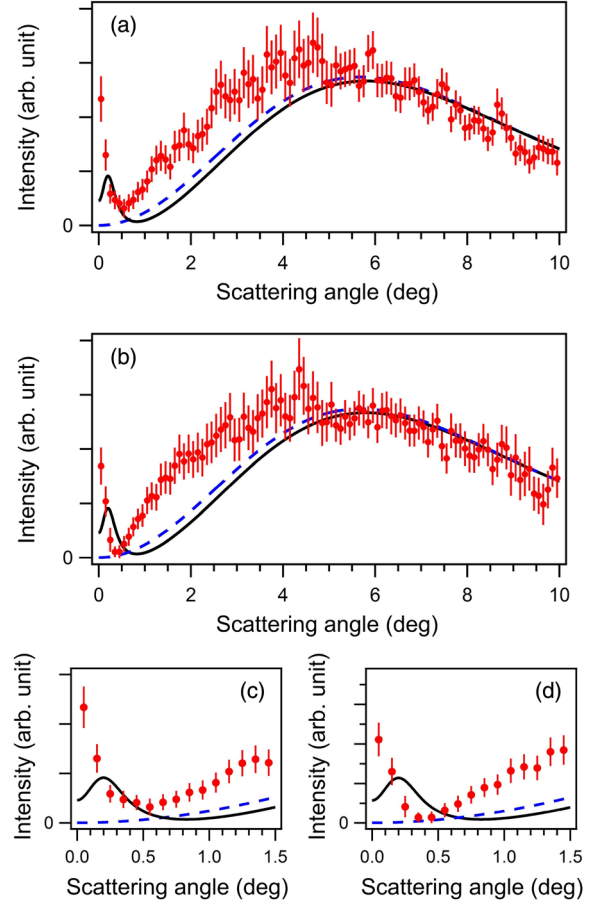 (a)
Intensity (arb. unit)
0
0 2 4 6 8 10
Scattering angle (deg)
(b)
Intensity (arb. unit)
0
0 2 4 6 8 10
Scattering angle (deg)
(c)
Intensity (arb. unit)
0
0.0 0.5 1.0 1.5
Scattering angle (deg)
(d)
Intensity (arb. unit)
0
0.0 0.5 1.0 1.5
Scattering angle (deg)